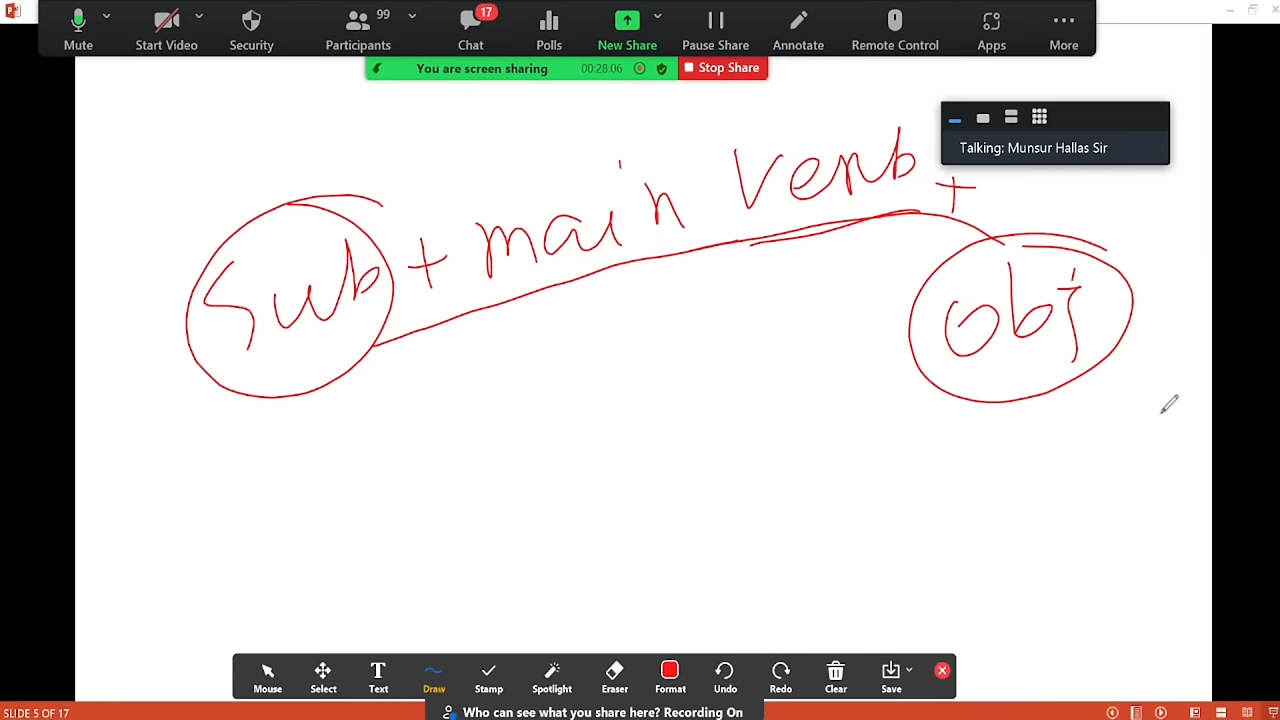 99
17
Mute
Start Video
Security
Participants
Chat
Polls
New Share
Pause Share
Annotate
Remote Control
Apps
More
You are screen sharing
00:28:06
Stop Share
Talking: Munsur Hallas Sir
Sub + main Verb +
obj
Mouse
Select
Text
Draw
Stamp
Spotlight
Eraser
Format
Undo
Redo
Clear
Save
Who can see what you share here? Recording On
SLIDE 5 OF 17